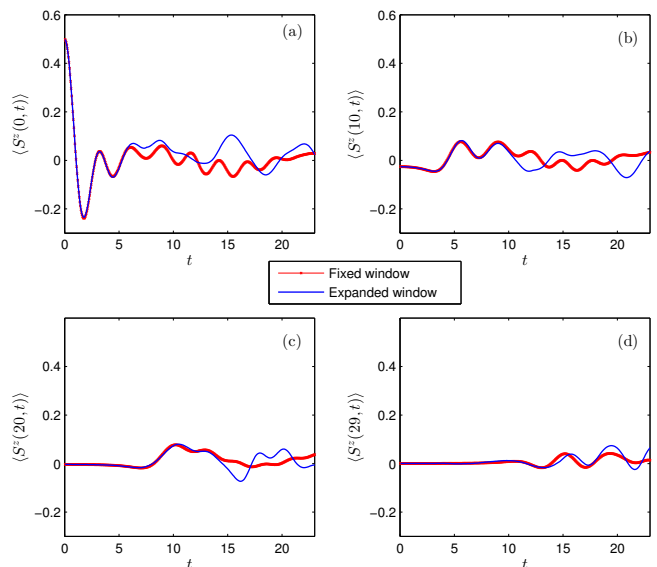 0.6
0.4
0.2
0
−0.2
⟨S^z(0, t)⟩
(a)
0
5
10
15
20
t
0.6
0.4
0.2
0
−0.2
⟨S^z(10, t)⟩
(b)
0
5
10
15
20
t
Fixed window
Expanded window
0.4
0.2
0
−0.2
⟨S^z(20, t)⟩
(c)
0
5
10
15
20
t
0.4
0.2
0
−0.2
⟨S^z(29, t)⟩
(d)
0
5
10
15
20
t